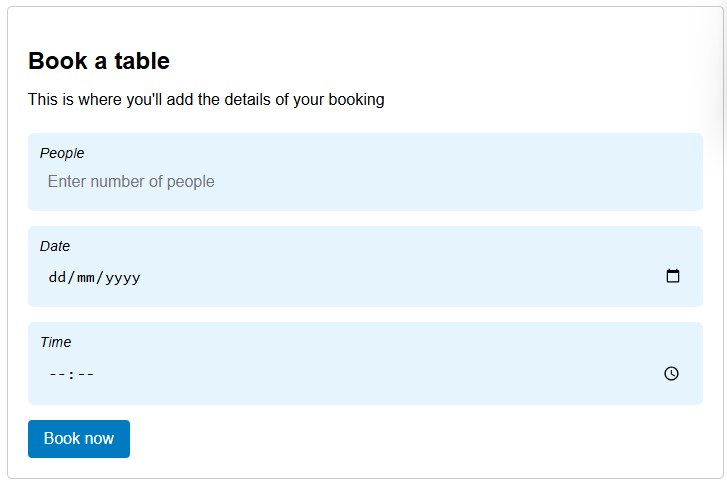 Book a table
This is where you'll add the details of your booking
People
Enter number of people
Date
dd/mm/yyyy
Time
--:--
Book now